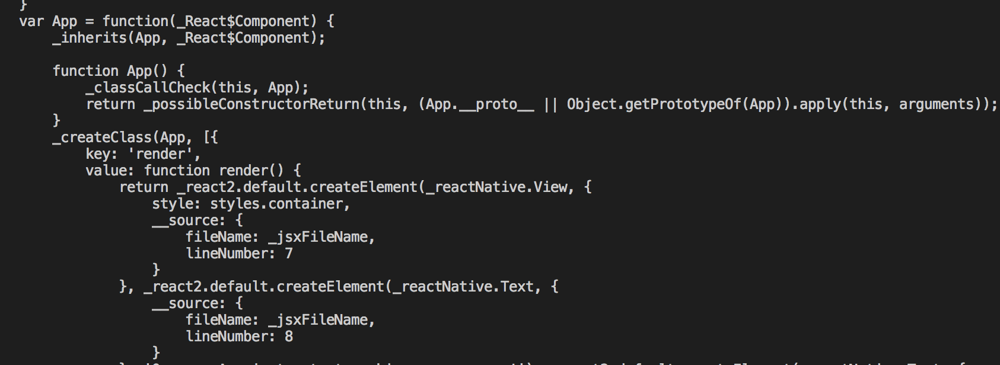 }
var App = function(_React$Component) {
_inherits(App, _React$Component);
function App() {
_classCallCheck(this, App);
return _possibleConstructorReturn(this, (App.__proto__ || Object.getPrototypeOf(App)).apply(this, arguments));
}
_createClass(App, [{
key: 'render',
value: function render() {
return _react2.default.createElement(_reactNative.View, {
style: styles.container,
__source: {
fileName: _jsxFileName,
lineNumber: 7
}
}, _react2.default.createElement(_reactNative.Text, {
__source: {
fileName: _jsxFileName,
lineNumber: 8
}